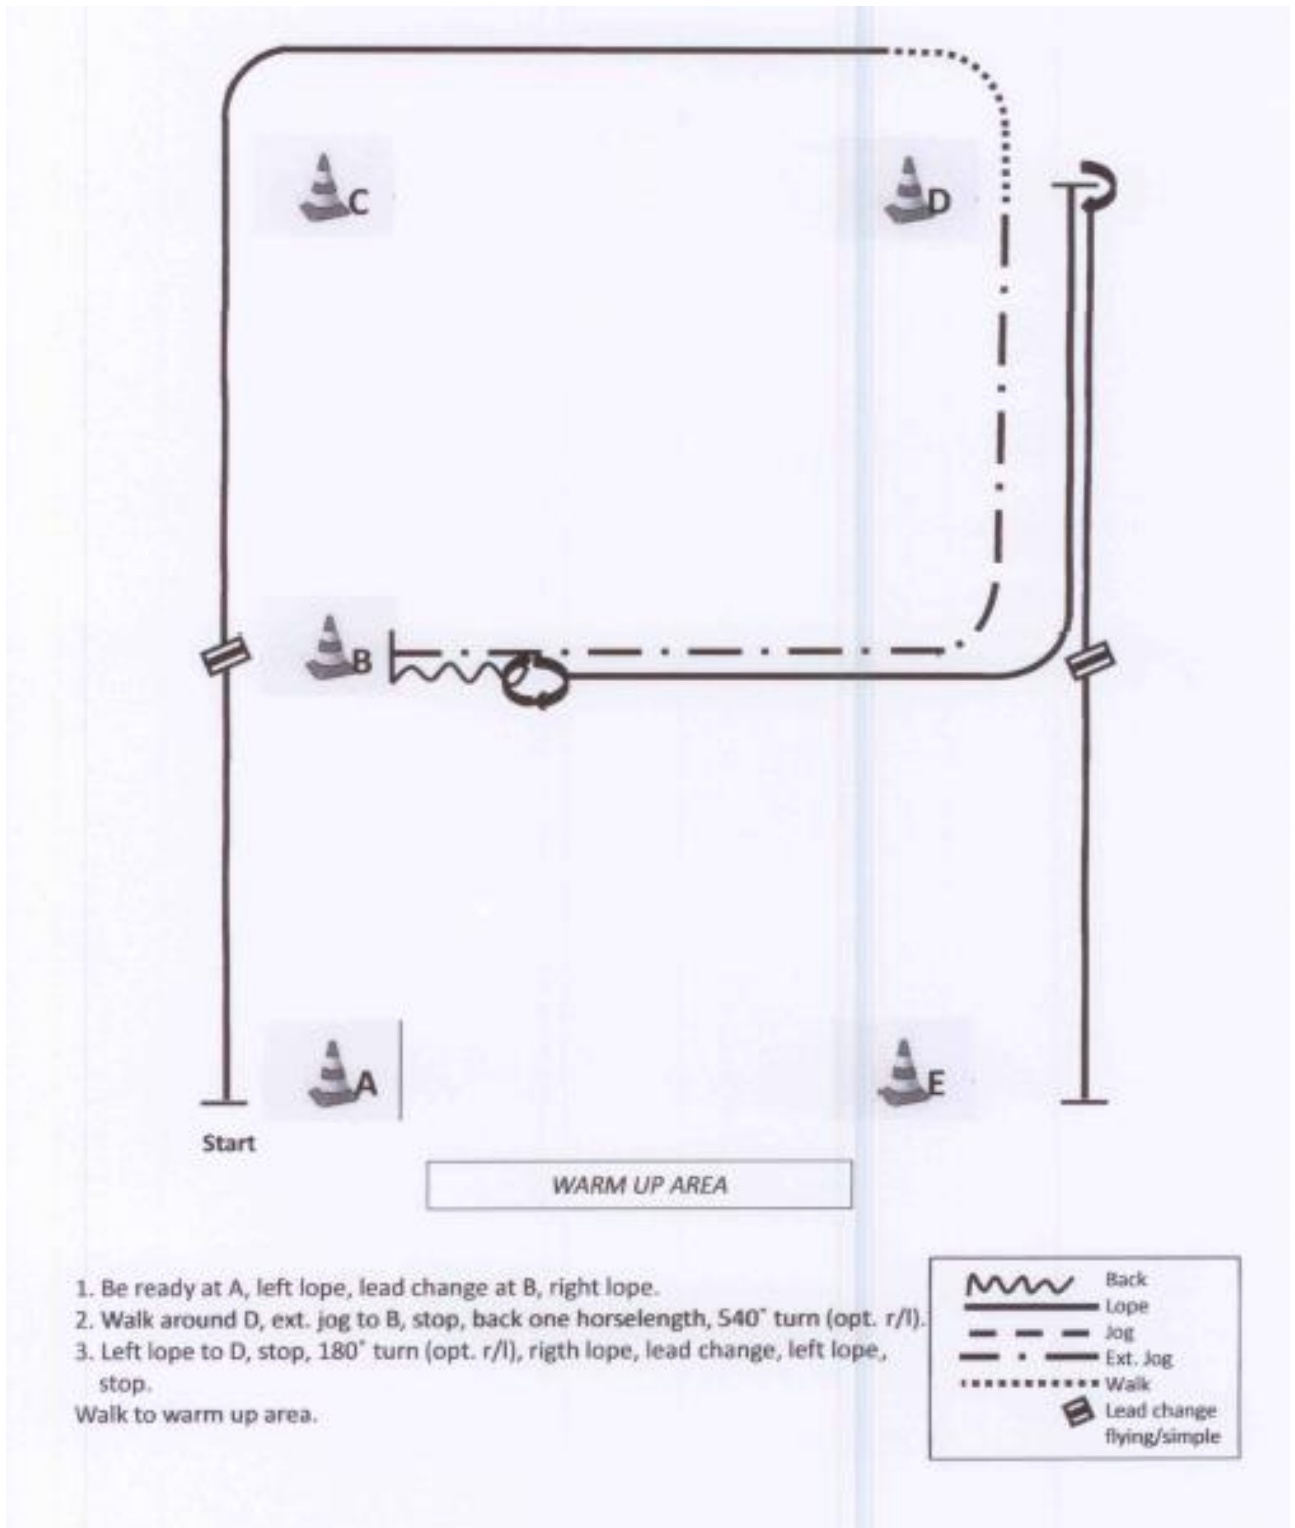 C
D
B
A
E
Start
WARM UP AREA
1. Be ready at A, left lope, lead change at B, right lope.
2. Walk around D, ext. jog to B, stop, back one horselength, 540˚ turn (opt. r/l).
3. Left lope to D, stop, 180˚ turn (opt. r/l), rigth lope, lead change, left lope,
stop.
Walk to warm up area.
Back
Lope
Jog
Ext. Jog
Walk
Lead change
flying/simple